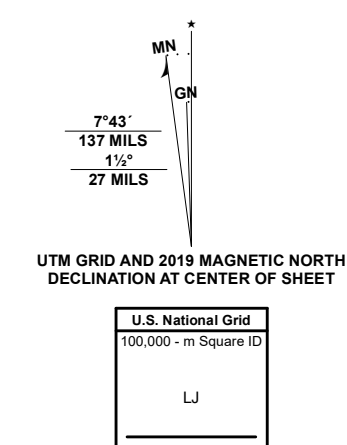 MN
GN
7°43´
137 MILS
1½°
27 MILS
UTM GRID AND 2019 MAGNETIC NORTH
DECLINATION AT CENTER OF SHEET
U.S. National Grid
100,000 - m Square ID
LJ